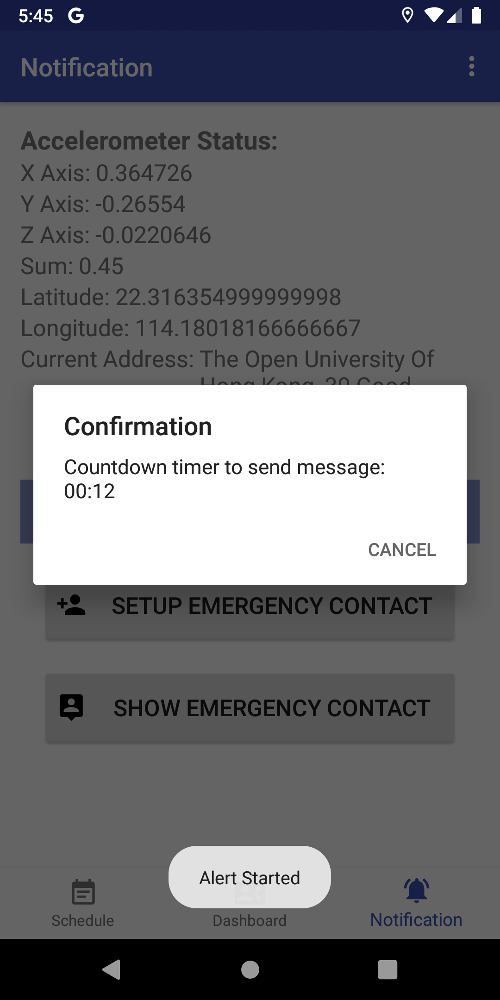 5:45
Notification
Accelerometer Status:
X Axis: 0.364726
Y Axis: -0.26554
Z Axis: -0.0220646
Sum: 0.45
Latitude: 22.316354999999998
Longitude: 114.18018166666667
Current Address: The Open University Of
Hong Kong, 30 Good
Confirmation
Countdown timer to send message:
00:12
CANCEL
SETUP EMERGENCY CONTACT
SHOW EMERGENCY CONTACT
Alert Started
Schedule
Dashboard
Notification